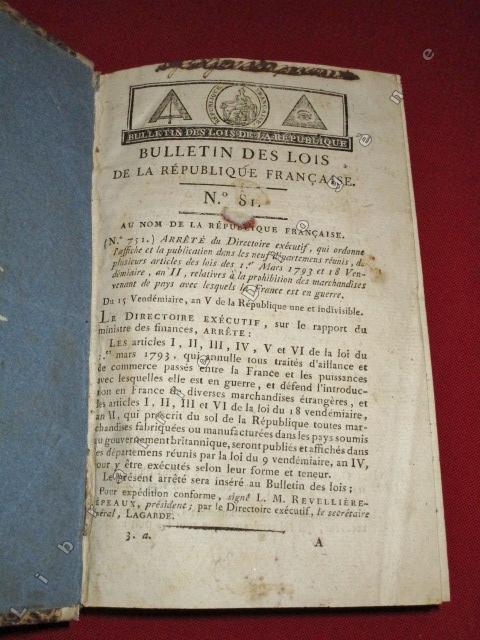 RÉPUBLIQUE FRANÇAISE
BULLETIN DES LOIS DE LA RÉPUBLIQUE
BULLETIN DES LOIS
DE LA RÉPUBLIQUE FRANÇAISE.
N.º 81.
AU NOM DE LA RÉPUBLIQUE FRANÇAISE.
(N.º 751.) ARRÊTÉ du Directoire exécutif, qui ordonne
l'affiche et la publication dans les neuf départemens réunis, de
plusieurs articles des lois des 1.er Mars 1793 et 18 Ven-
démiaire, an II, relatives à la prohibition des marchandises
venant de pays avec lesquels la France est en guerre.
Du 15 Vendémiaire, an V de la République une et indivisible.
LE DIRECTOIRE EXÉCUTIF, sur le rapport du
ministre des finances, ARRÊTE:
LES articles I, II, III, IV, V et VI de la loi du
1.er mars 1793, qui annulle tous traités d'alliance et
de commerce passés entre la France et les puissances
avec lesquelles elle est en guerre, et défend l'introduc-
tion en France de diverses marchandises étrangères, et
les articles I, II, III et VI de la loi du 18 vendémiaire,
an II, qui proscrit du sol de la République toutes mar-
chandises fabriquées ou manufacturées dans les pays soumis
au gouvernement britannique, seront publiés et affichés dans
les départemens réunis par la loi du 9 vendémiaire, an IV,
pour y être exécutés selon leur forme et teneur.
Le présent arrêté sera inséré au Bulletin des lois;
Pour expédition conforme, signé L. M. REVELLIÈRE-
LÉPEAUX, président; par le Directoire exécutif, le secrétaire
général, LAGARDE.
3. a. A